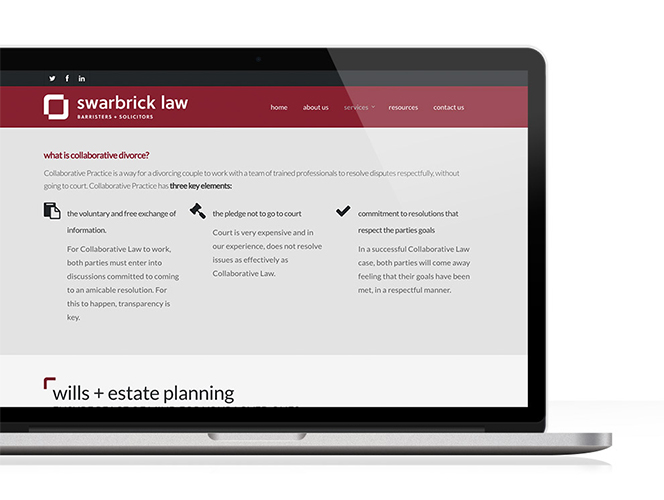 swarbrick law
BARRISTERS + SOLICITORS
home about us services resources contact us
what is collaborative divorce?
Collaborative Practice is a way for a divorcing couple to work with a team of trained professionals to resolve disputes respectfully, without
going to court. Collaborative Practice has three key elements:
the voluntary and free exchange of
information.
For Collaborative Law to work,
both parties must enter into
discussions committed to coming
to an amicable resolution. For
this to happen, transparency is
key.
the pledge not to go to court
Court is very expensive and in
our experience, does not resolve
issues as effectively as
Collaborative Law.
commitment to resolutions that
respect the parties goals
In a successful Collaborative Law
case, both parties will come away
feeling that their goals have been
met, in a respectful manner.
wills + estate planning